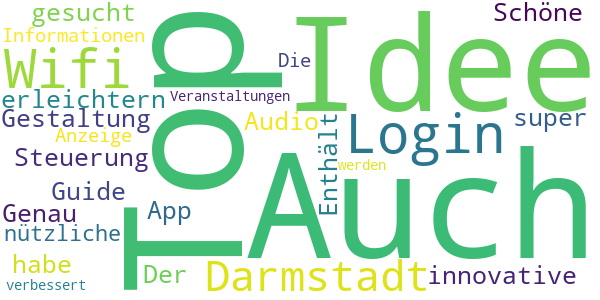 gesucht
Schöne
Informationen
Top
Idee
Wifi
Die
erleichtern
Veranstaltungen
Gestaltung
Audio
Login
super
Anzeige
Enthält
Steuerung
Auch
werden
Guide
Genau
App
nützliche
habe
Der
Darmstadt
innovative
verbessert